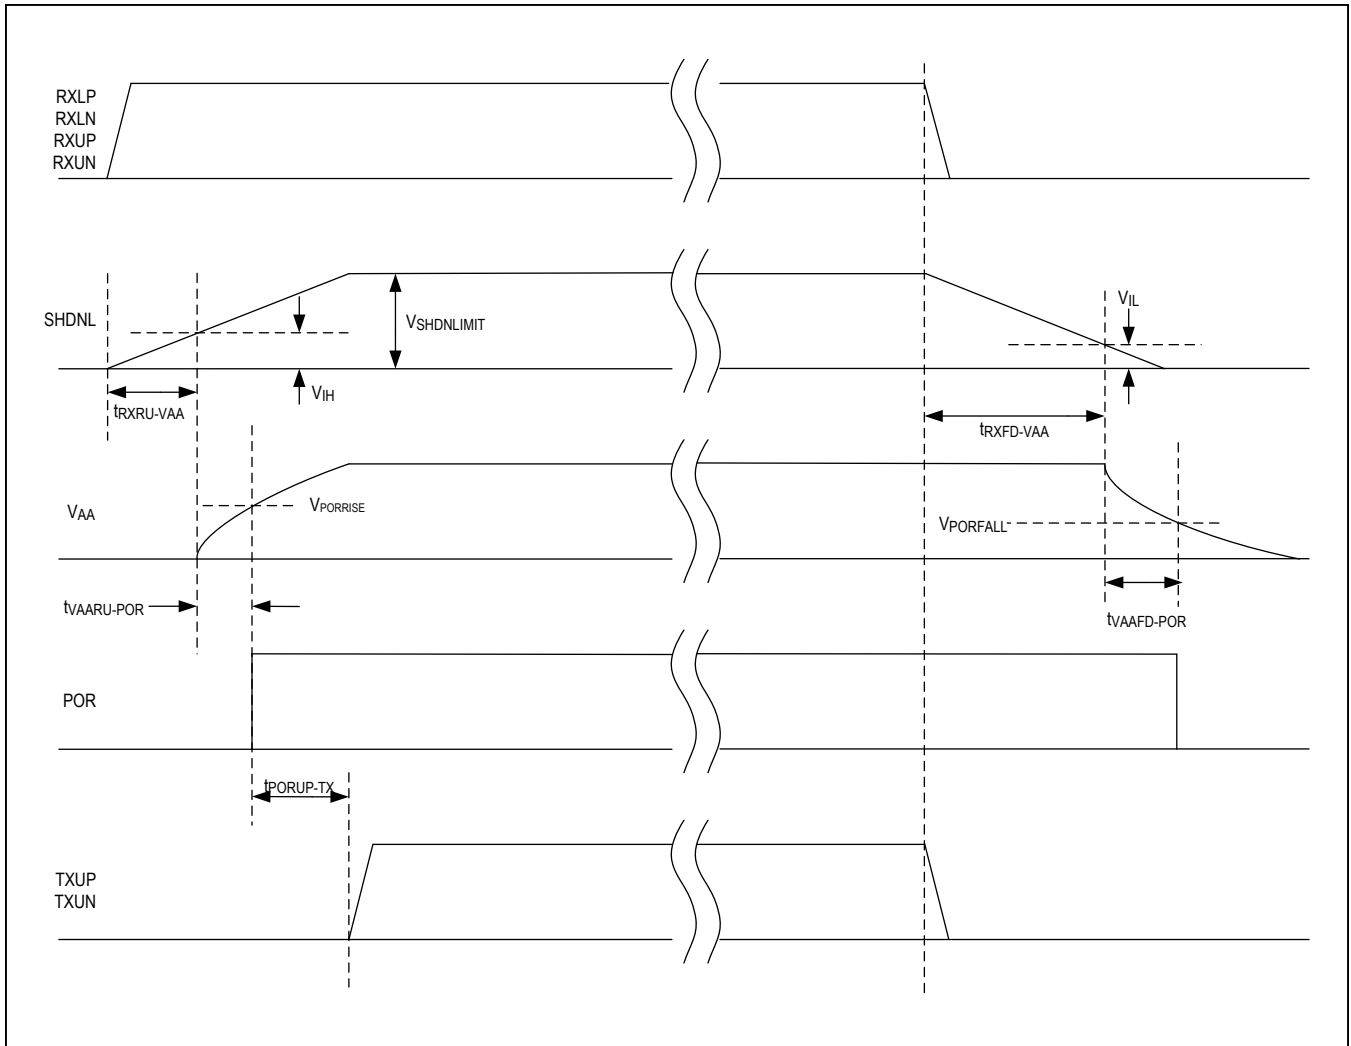 RXLP
RXLN
RXUP
RXUN
SHDNL
VSHDNLIMIT
VIL
VIH
tRXRU-VAA
tRXFD-VAA
VAA
VPORRISE
VPORFALL
tVAARU-POR
tVAAFD-POR
POR
tPORUP-TX
TXUP
TXUN